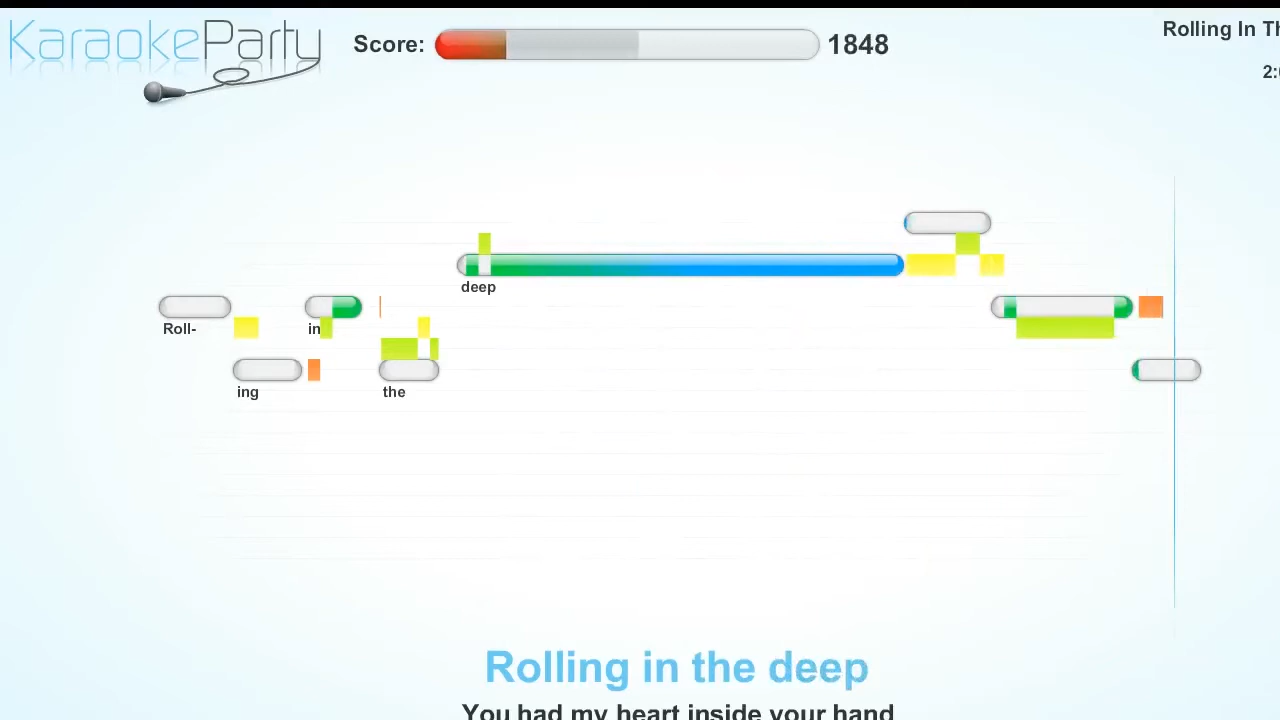 KaraokeParty
Score: 1848
Rolling In
2:
deep
Roll-
in
ing
the
Rolling in the deep
You had my heart inside your hand